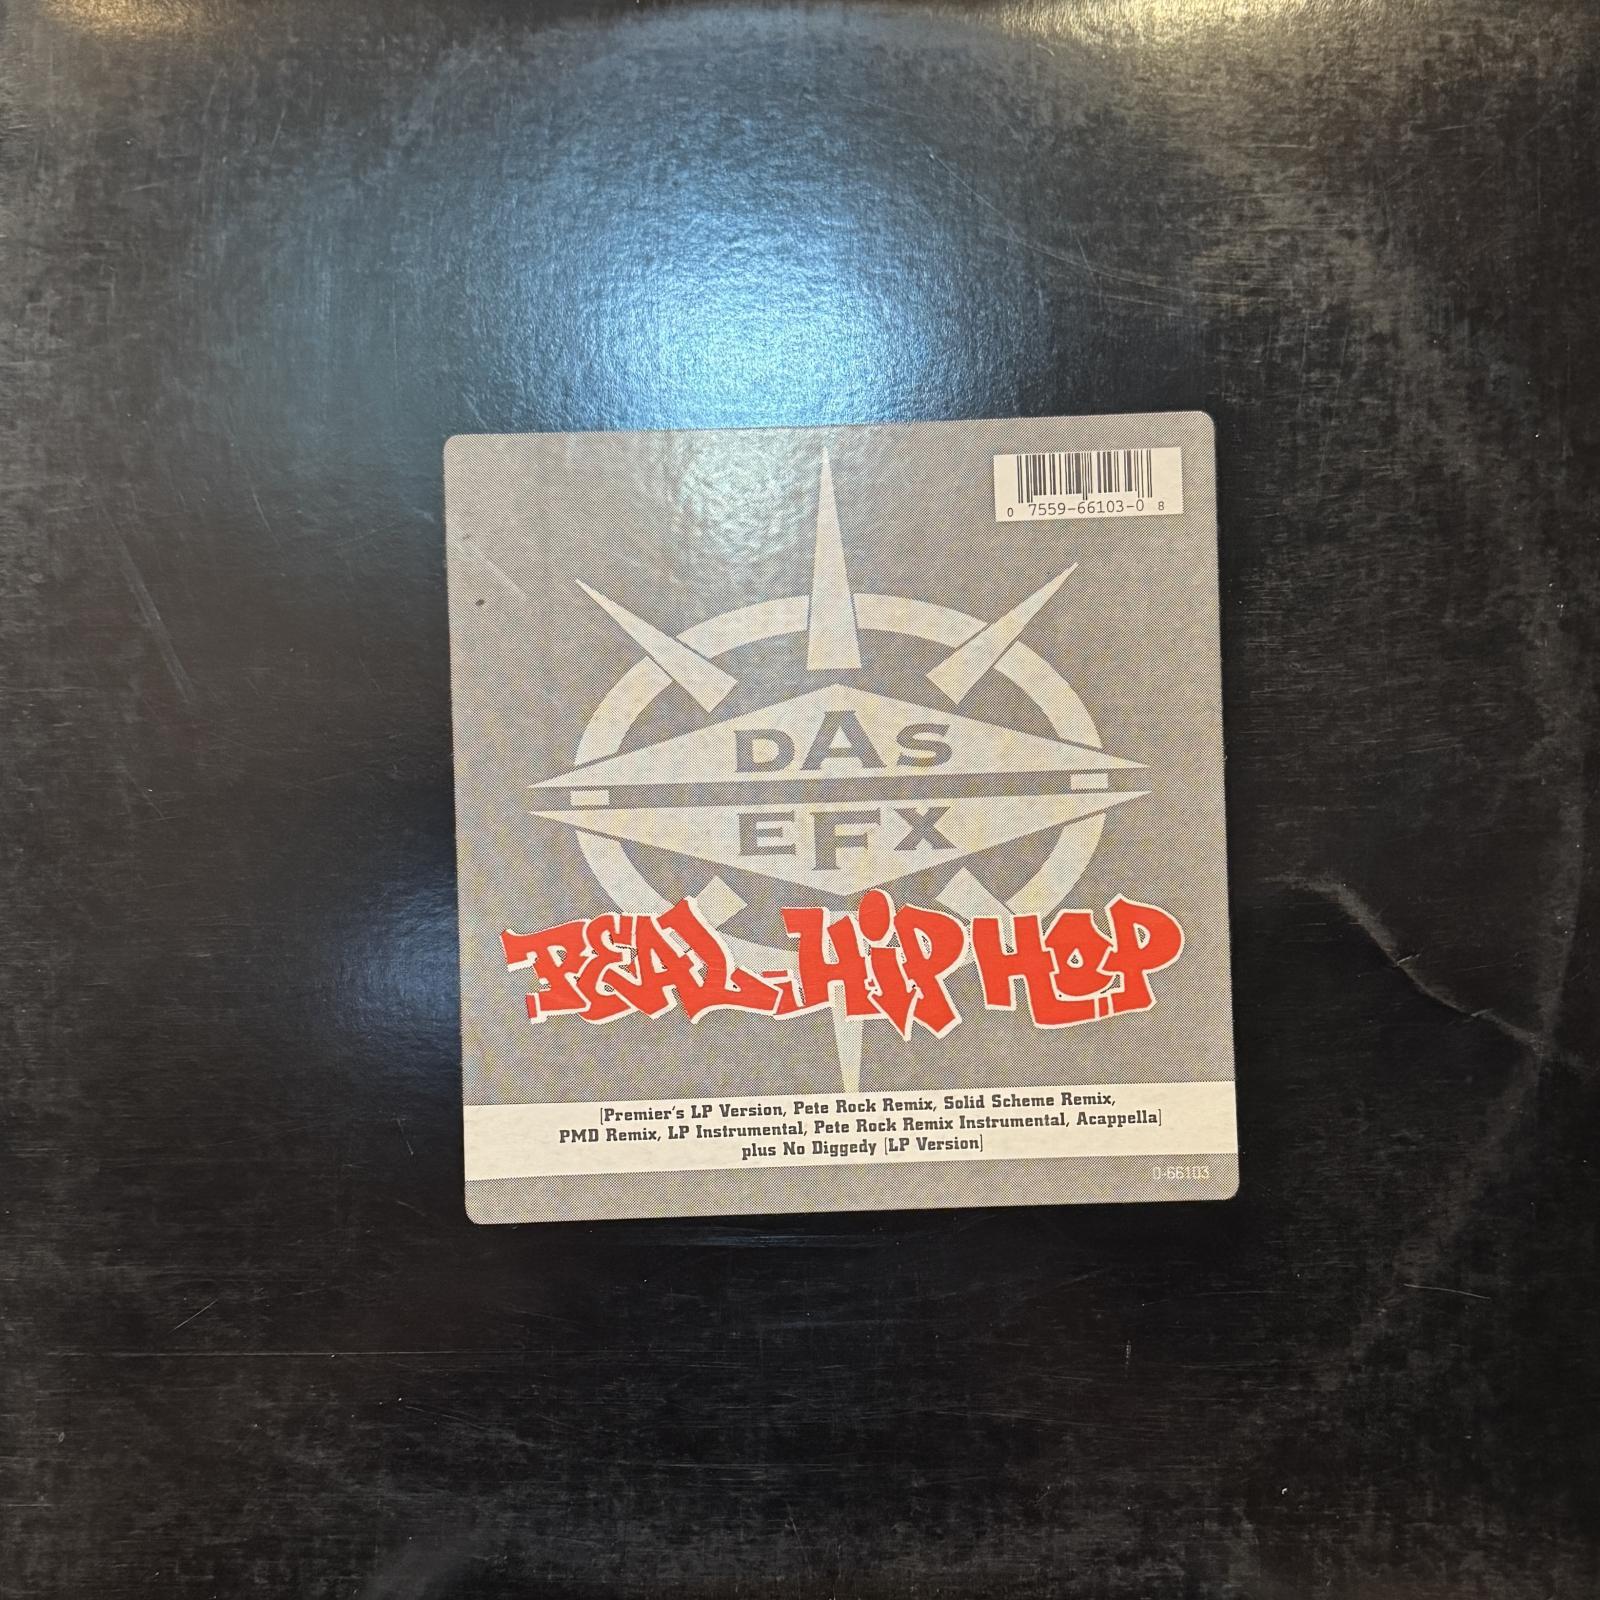 0 7559-66103-0 8
DAS
EFX
REAL HIP HOP
[Premier's LP Version, Pete Rock Remix, Solid Scheme Remix,
PMD Remix, LP Instrumental, Pete Rock Remix Instrumental, Acappella]
plus No Diggedy [LP Version]
0-66103